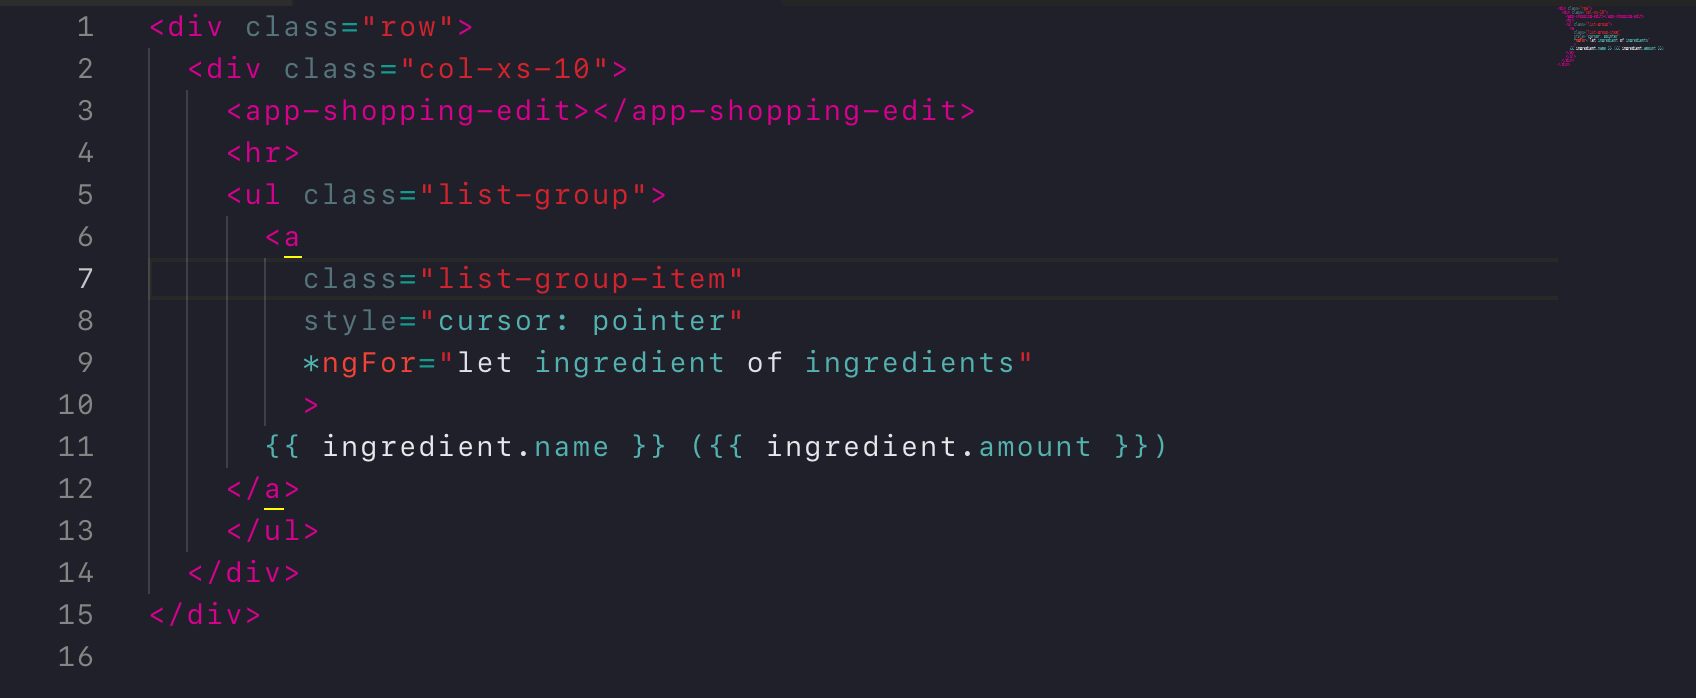 1 <div class="row">
2 <div class="col-xs-10">
3 <app-shopping-edit></app-shopping-edit>
4 <hr>
5 <ul class="list-group">
6 <a
7 class="list-group-item"
8 style="cursor: pointer"
9 *ngFor="let ingredient of ingredients"
10 >
11 {{ ingredient.name }} ({{ ingredient.amount }})
12 </a>
13 </ul>
14 </div>
15 </div>
16